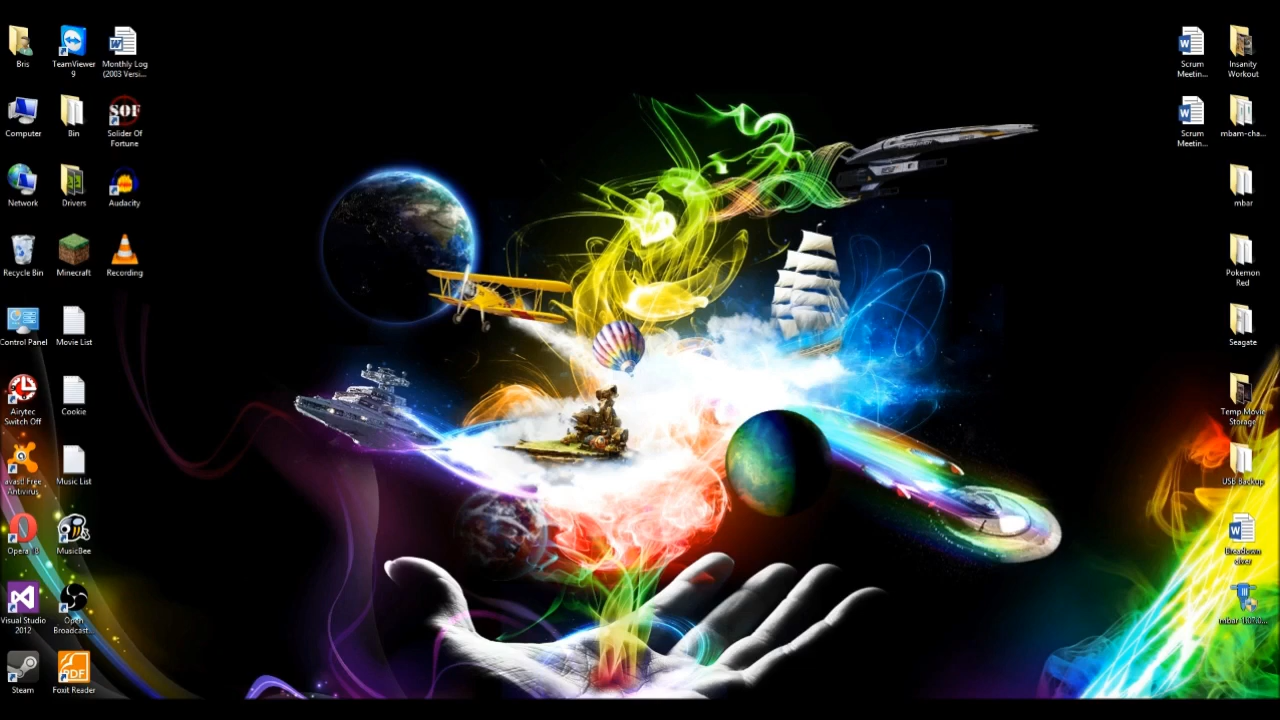 Bris
TeamViewer
9
Monthly Log
(2003 Versi...
Computer
Bin
SOF
Solider Of
Fortune
Network
Drivers
Audacity
Recycle Bin
Minecraft
Recording
Control Panel
Movie List
Airytec
Switch Off
Cookie
avast! Free
Antivirus
Music List
Opera 18
MusicBee
Visual Studio
2012
Open
Broadcast...
Steam
PDF
Foxit Reader
Scrum
Meetin...
Insanity
Workout
Scrum
Meetin...
mbam-cha...
mbar
Pokemon
Red
Seagate
Temp Movie
Storage
USB Backup